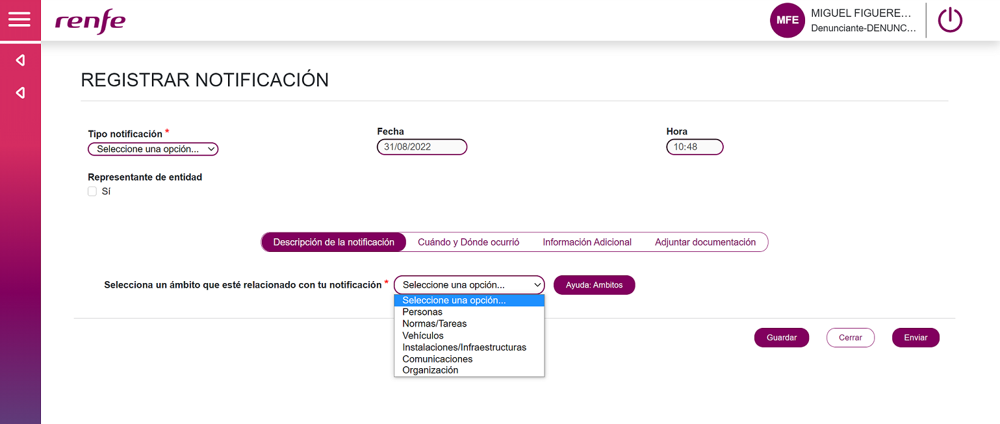 renfe
MFE
MIGUEL FIGUERE...
Denunciante-DENUNC...
REGISTRAR NOTIFICACIÓN
Tipo notificación *
Seleccione una opción...
Fecha
31/08/2022
Hora
10:48
Representante de entidad
Sí
Descripción de la notificación
Cuándo y Dónde ocurrió
Información Adicional
Adjuntar documentación
Selecciona un ámbito que esté relacionado con tu notificación *
Seleccione una opción...
Ayuda: Ambitos
Seleccione una opción...
Personas
Normas/Tareas
Vehículos
Instalaciones/Infraestructuras
Comunicaciones
Organización
Guardar
Cerrar
Enviar